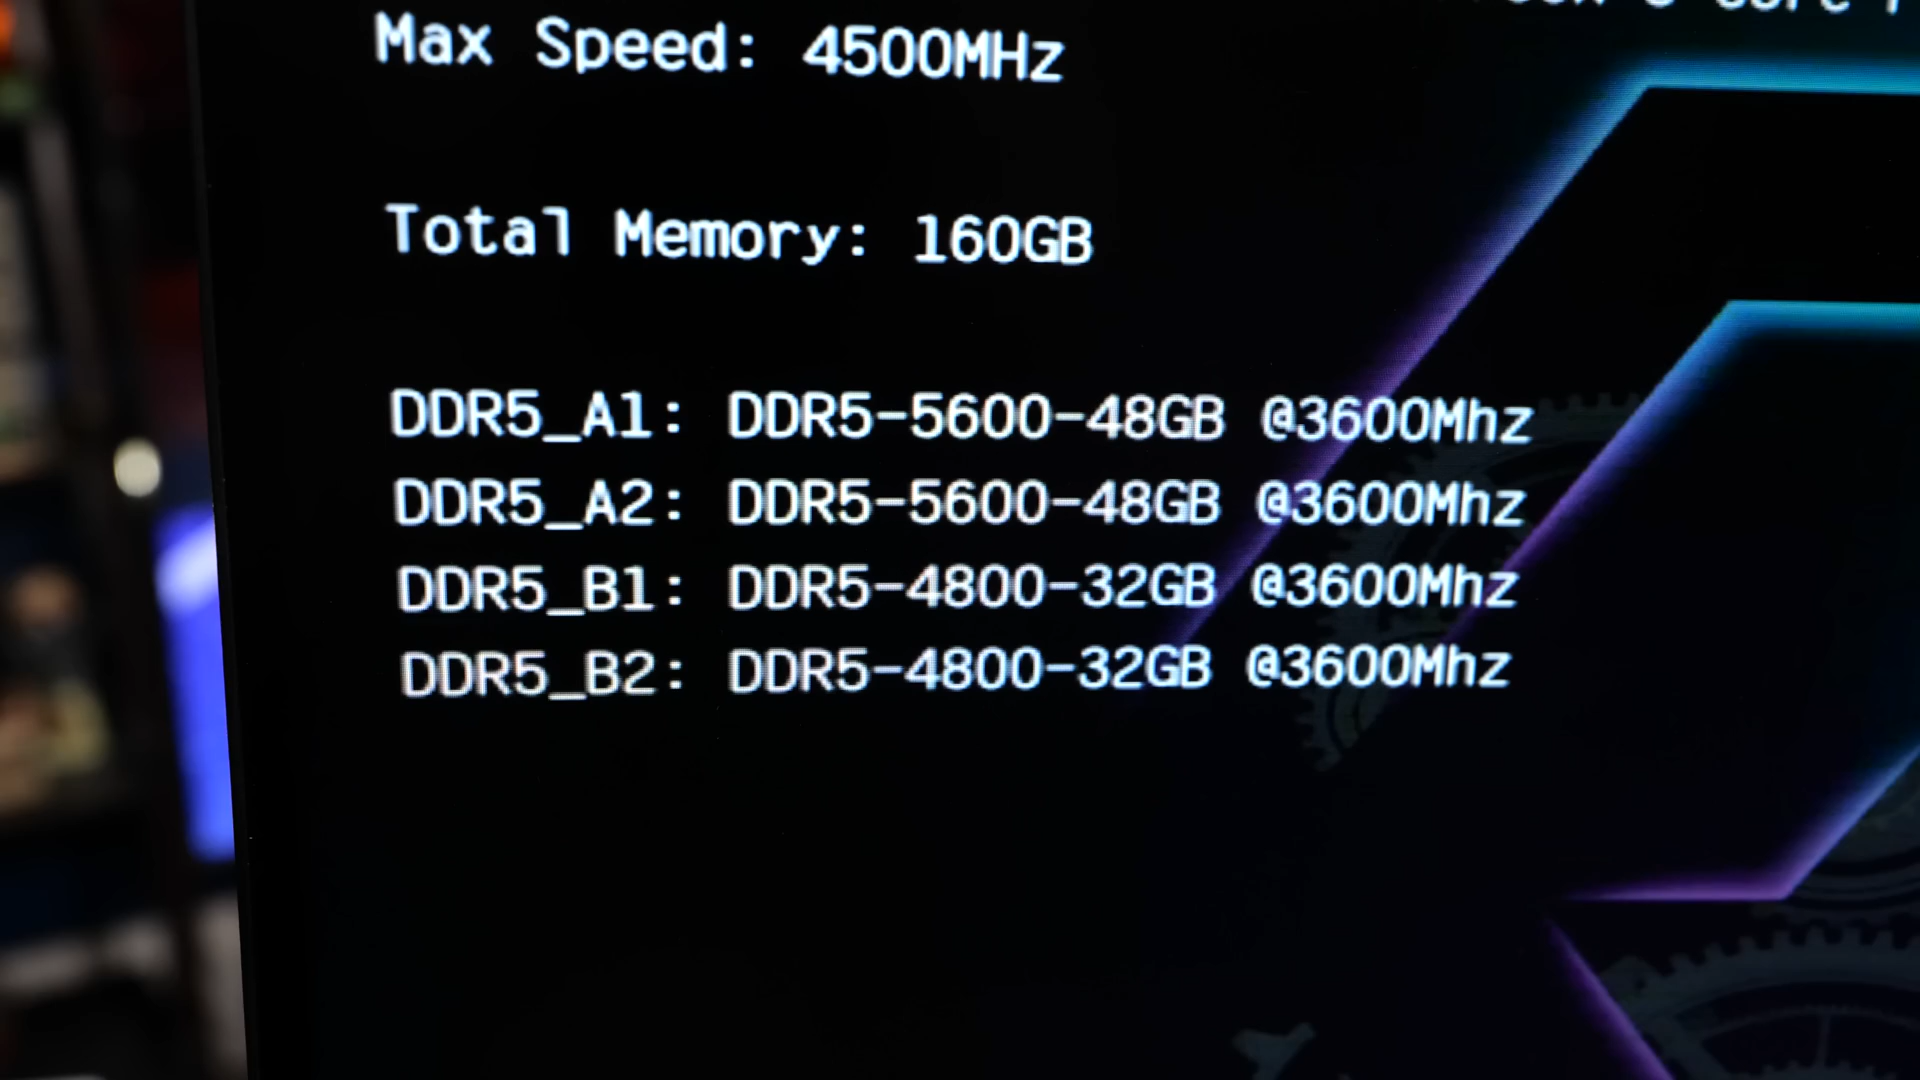 Max Speed: 4500MHz
Total Memory: 160GB
DDR5_A1: DDR5-5600-48GB @3600Mhz
DDR5_A2: DDR5-5600-48GB @3600Mhz
DDR5_B1: DDR5-4800-32GB @3600Mhz
DDR5_B2: DDR5-4800-32GB @3600Mhz